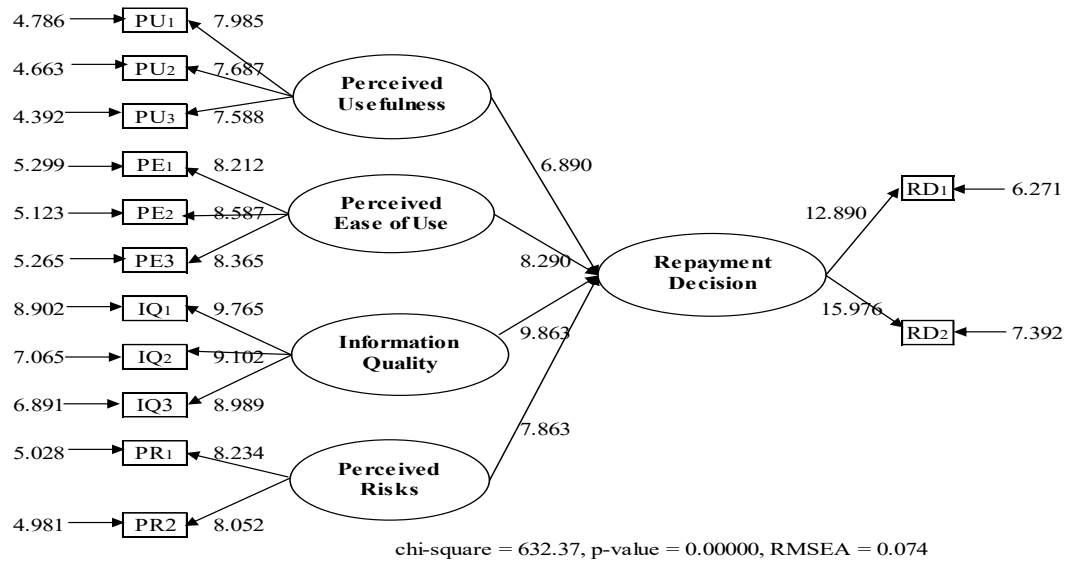 4.786 PU1 7.985
4.663 PU2 7.687
4.392 PU3 7.588
Perceived
Usefulness
5.299 PE1 8.212
5.123 PE2 8.587
5.265 PE3 8.365
Perceived
Ease of Use
8.902 IQ1 9.765
7.065 IQ2 9.102
6.891 IQ3 8.989
Information
Quality
5.028 PR1 8.234
4.981 PR2 8.052
Perceived
Risks
6.890
8.290
9.863
7.863
Repayment
Decision
12.890
15.976
RD1 6.271
RD2 7.392
chi-square = 632.37, p-value = 0.00000, RMSEA = 0.074